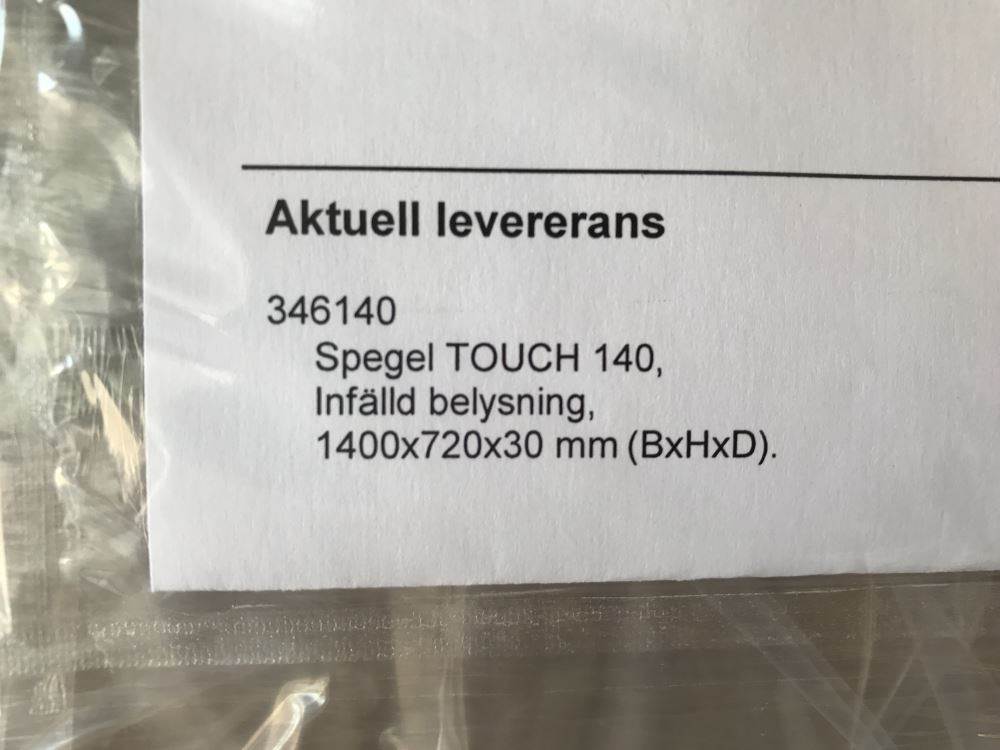 Aktuell levererans
346140
Spegel TOUCH 140,
Infälld belysning,
1400x720x30 mm (BxHxD).